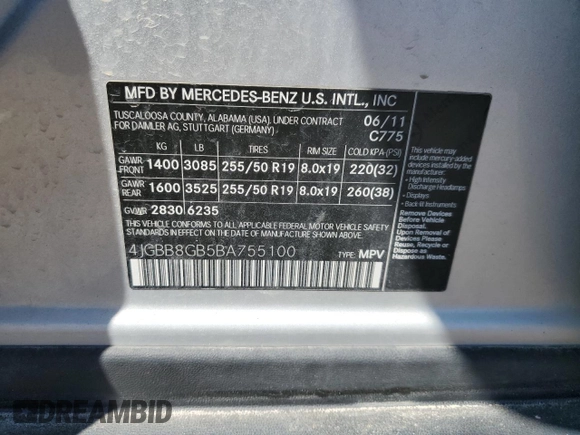 MFD BY MERCEDES-BENZ U.S. INTL., INC
TUSCALOOSA COUNTY, ALABAMA (USA). UNDER CONTRACT
FOR DAIMLER AG, STUTTGART (GERMANY)
06/11
C775
KG LB TIRES RIM SIZE COLD KPA-(PSI)
GAWR FRONT 1400 3085 255/50 R19 8.0x19 220(32)
GAWR REAR 1600 3525 255/50 R19 8.0x19 260(38)
GVWR 2830 6235
THIS VEHICLE CONFORMS TO ALL APPLICABLE FEDERAL MOTOR VEHICLE SAFETY
STANDARDS IN EFFECT ON THE DATE OF MANUFACTURE SHOWN ABOVE.
4JGBB8GB5BA755100
TYPE: MPV
This vehicle may
include mercury-added
devices installed by the
manufacturer:
• High Intensity
Discharge Headlamps
• Displays
• Back lit Instruments
Remove Devices
Before Vehicle
Disposal.
Upon Removal of
Devices Please
Reuse, Recycle or
Dispose as
Hazardous Waste.
DREAMBID